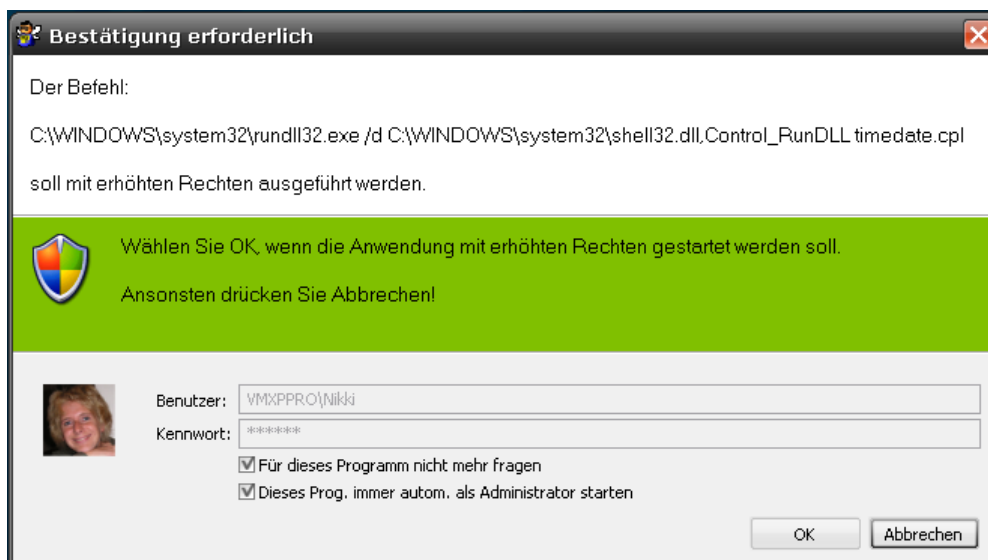 Bestätigung erforderlich
Der Befehl:
C:\WINDOWS\system32\rundll32.exe /d C:\WINDOWS\system32\shell32.dll,Control_RunDLL timedate.cpl
soll mit erhöhten Rechten ausgeführt werden.
Wählen Sie OK, wenn die Anwendung mit erhöhten Rechten gestartet werden soll.
Ansonsten drücken Sie Abbrechen!
Benutzer: VMXPPRO\Nikki
Kennwort: ******
Für dieses Programm nicht mehr fragen
Dieses Prog. immer autom. als Administrator starten
OK Abbrechen